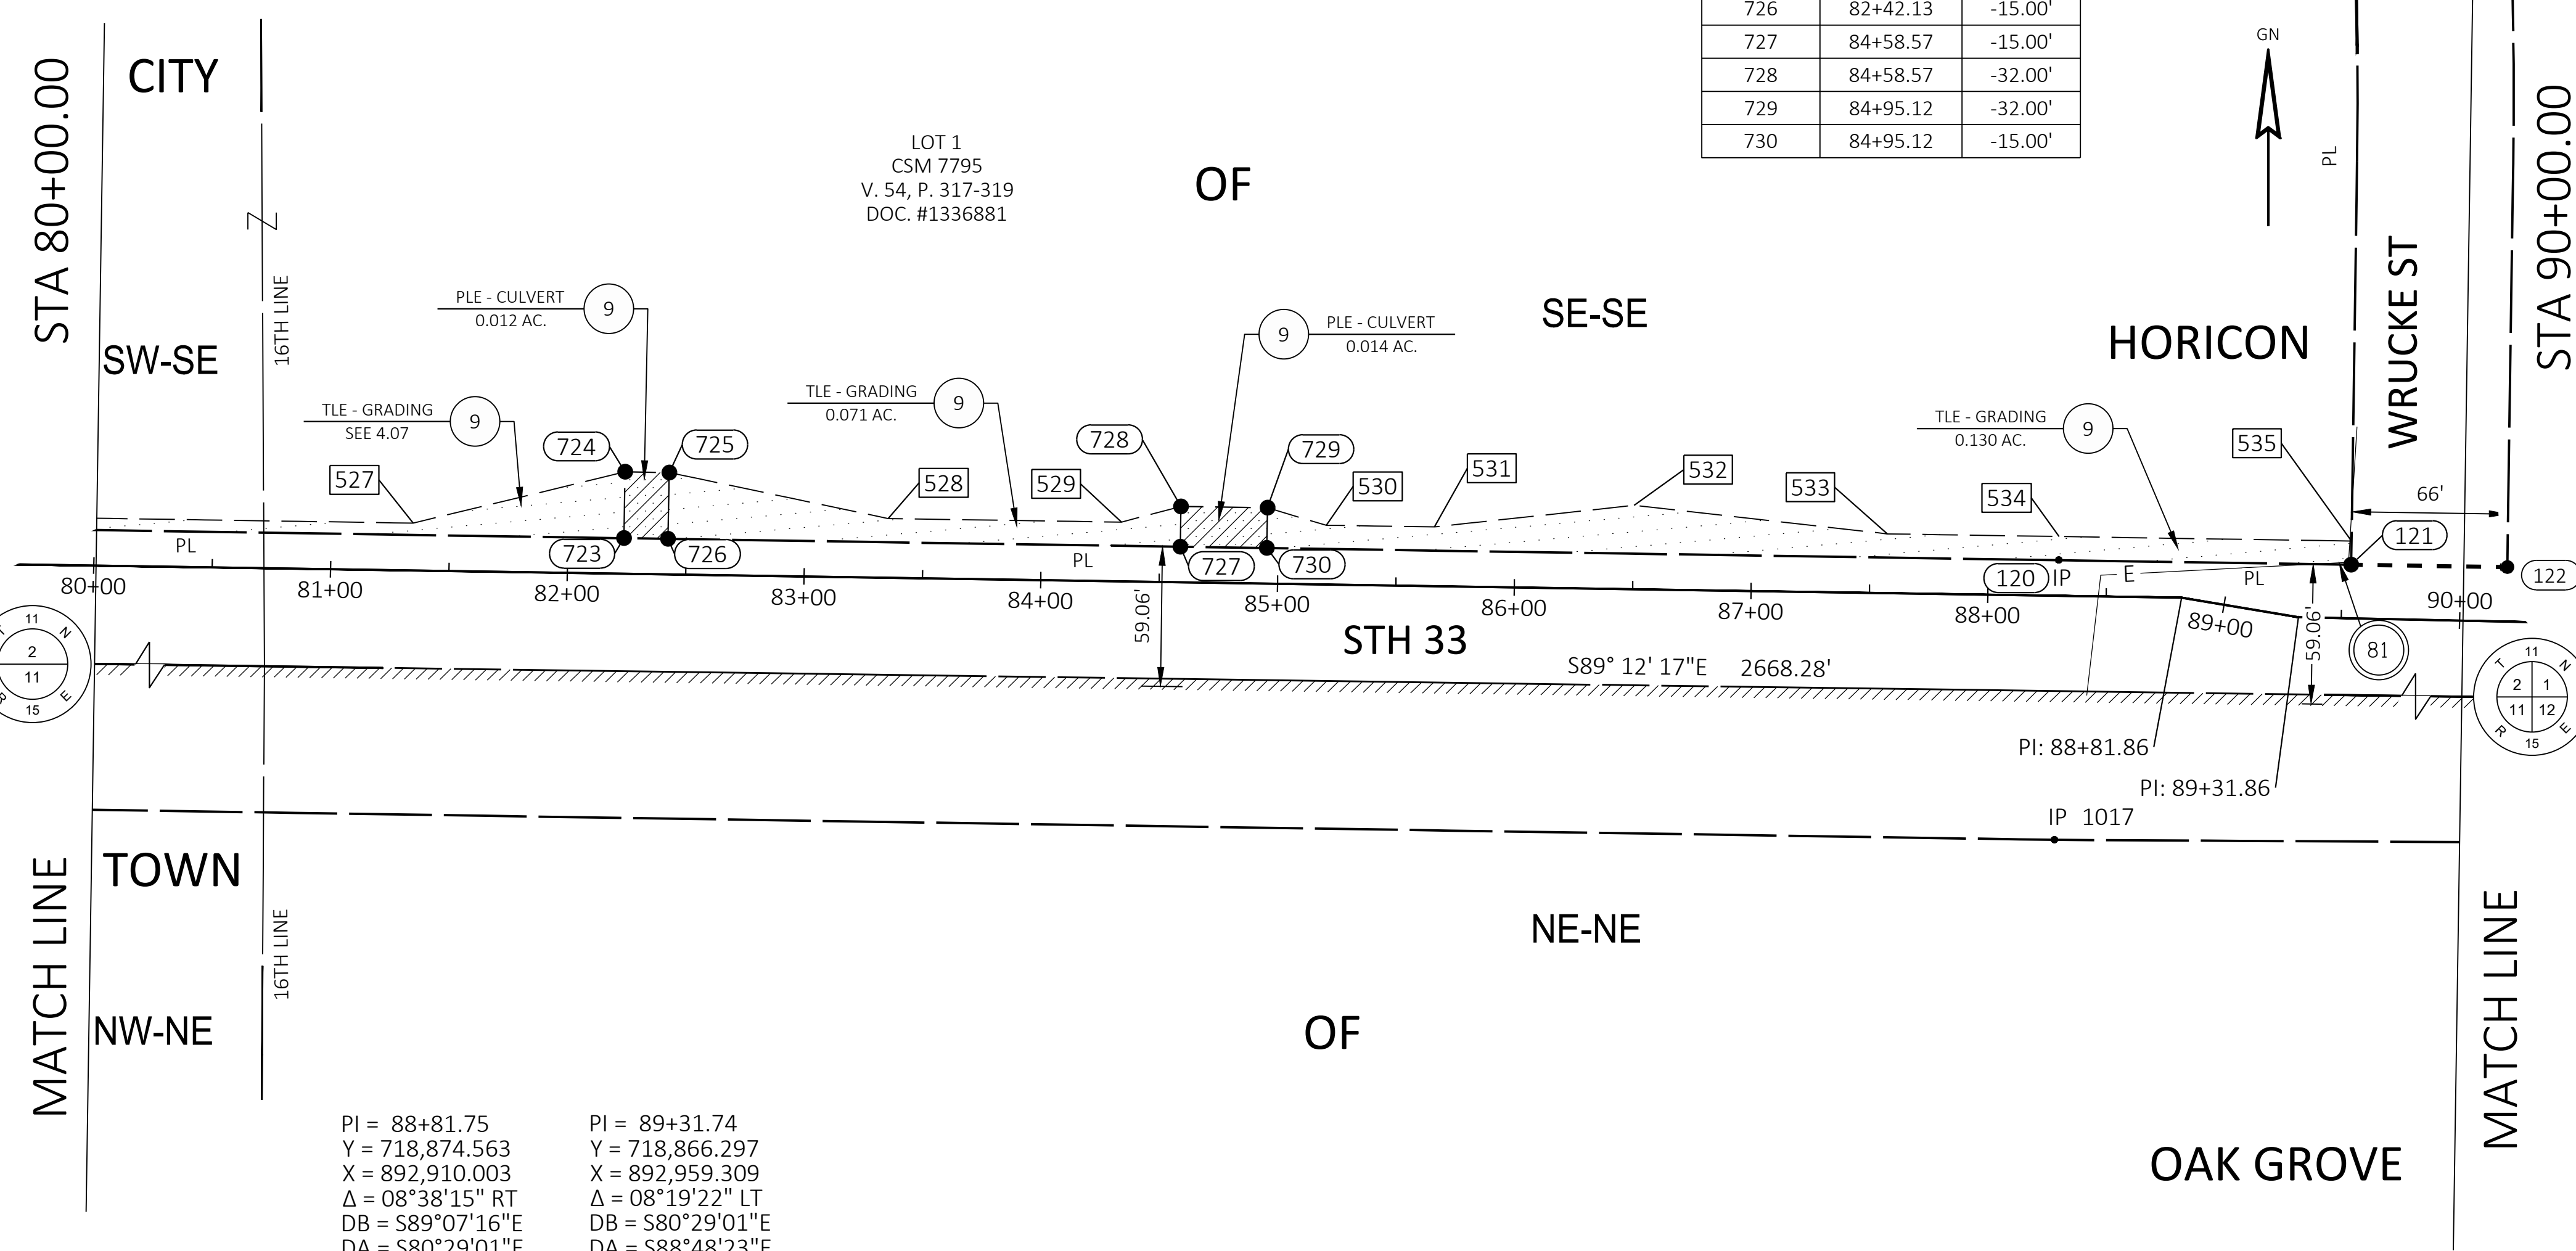 726 82+42.13 -15.00'
727 84+58.57 -15.00'
728 84+58.57 -32.00'
729 84+95.12 -32.00'
730 84+95.12 -15.00'
GN
STA 80+00.00
CITY
LOT 1
CSM 7795
V. 54, P. 317-319
DOC. #1336881
OF
PL
STA 90+00.00
WRUCKE ST
16TH LINE
PLE - CULVERT
0.012 AC.
9
9
PLE - CULVERT
0.014 AC.
SE-SE
HORICON
SW-SE
TLE - GRADING
SEE 4.07
9
TLE - GRADING
0.071 AC.
9
TLE - GRADING
0.130 AC.
9
724
725
728
729
535
527
528
529
530
531
532
533
534
66'
121
PL
723
726
PL
727
730
120
IP
E
PL
122
80+00
81+00
82+00
83+00
84+00
85+00
86+00
87+00
88+00
89+00
90+00
59.06'
59.06'
STH 33
81
S89° 12' 17"E 2668.28'
T
11
N
2
11
R
15
E
T
11
N
2
1
11
12
R
15
E
PI: 88+81.86
PI: 89+31.86
IP 1017
MATCH LINE
TOWN
16TH LINE
NE-NE
NW-NE
OF
MATCH LINE
OAK GROVE
PI = 88+81.75
Y = 718,874.563
X = 892,910.003
Δ = 08°38'15" RT
DB = S89°07'16"E
DA = S80°29'01"E
PI = 89+31.74
Y = 718,866.297
X = 892,959.309
Δ = 08°19'22" LT
DB = S80°29'01"E
DA = S88°48'23"E